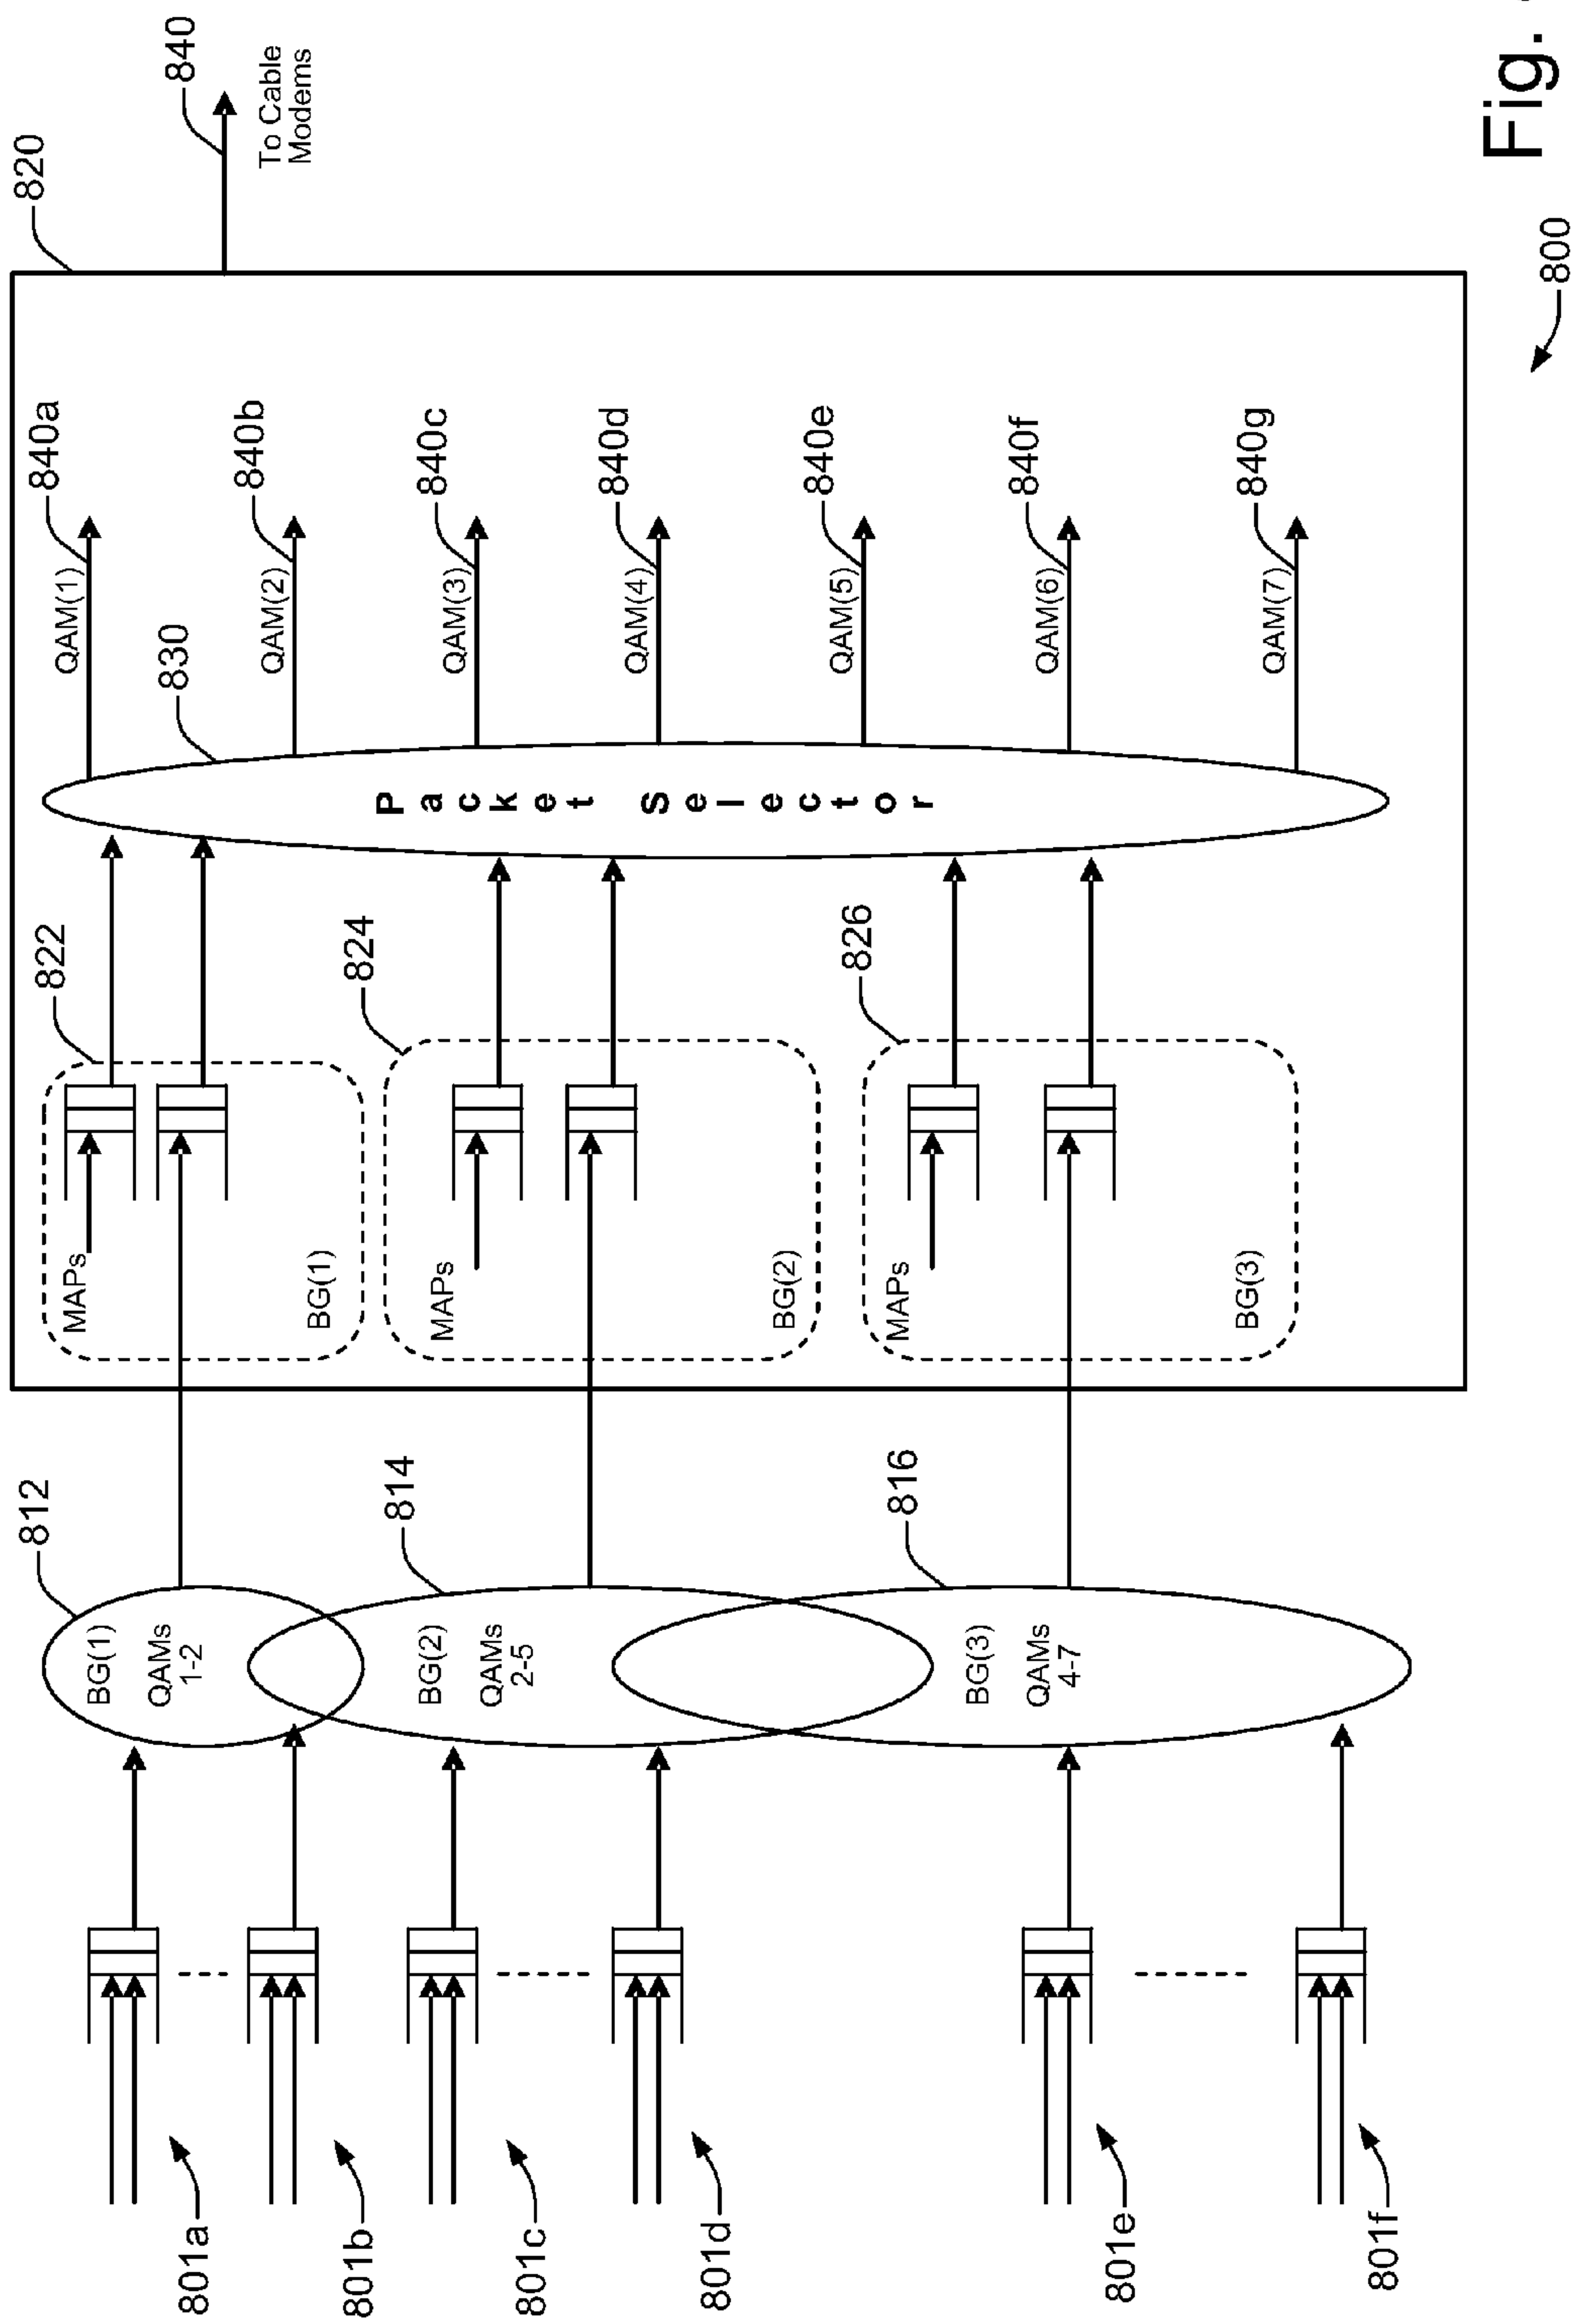 801a
801b
801c
801d
801e
801f
812
BG(1)
QAMs
1-2
814
BG(2)
QAMs
2-5
816
BG(3)
QAMs
4-7
820
822
MAPs
BG(1)
824
MAPs
BG(2)
826
MAPs
BG(3)
830
Packet Selector
QAM(1)
840a
QAM(2)
840b
QAM(3)
840c
QAM(4)
840d
QAM(5)
840e
QAM(6)
840f
QAM(7)
840g
840
To Cable
Modems
800
Fig.